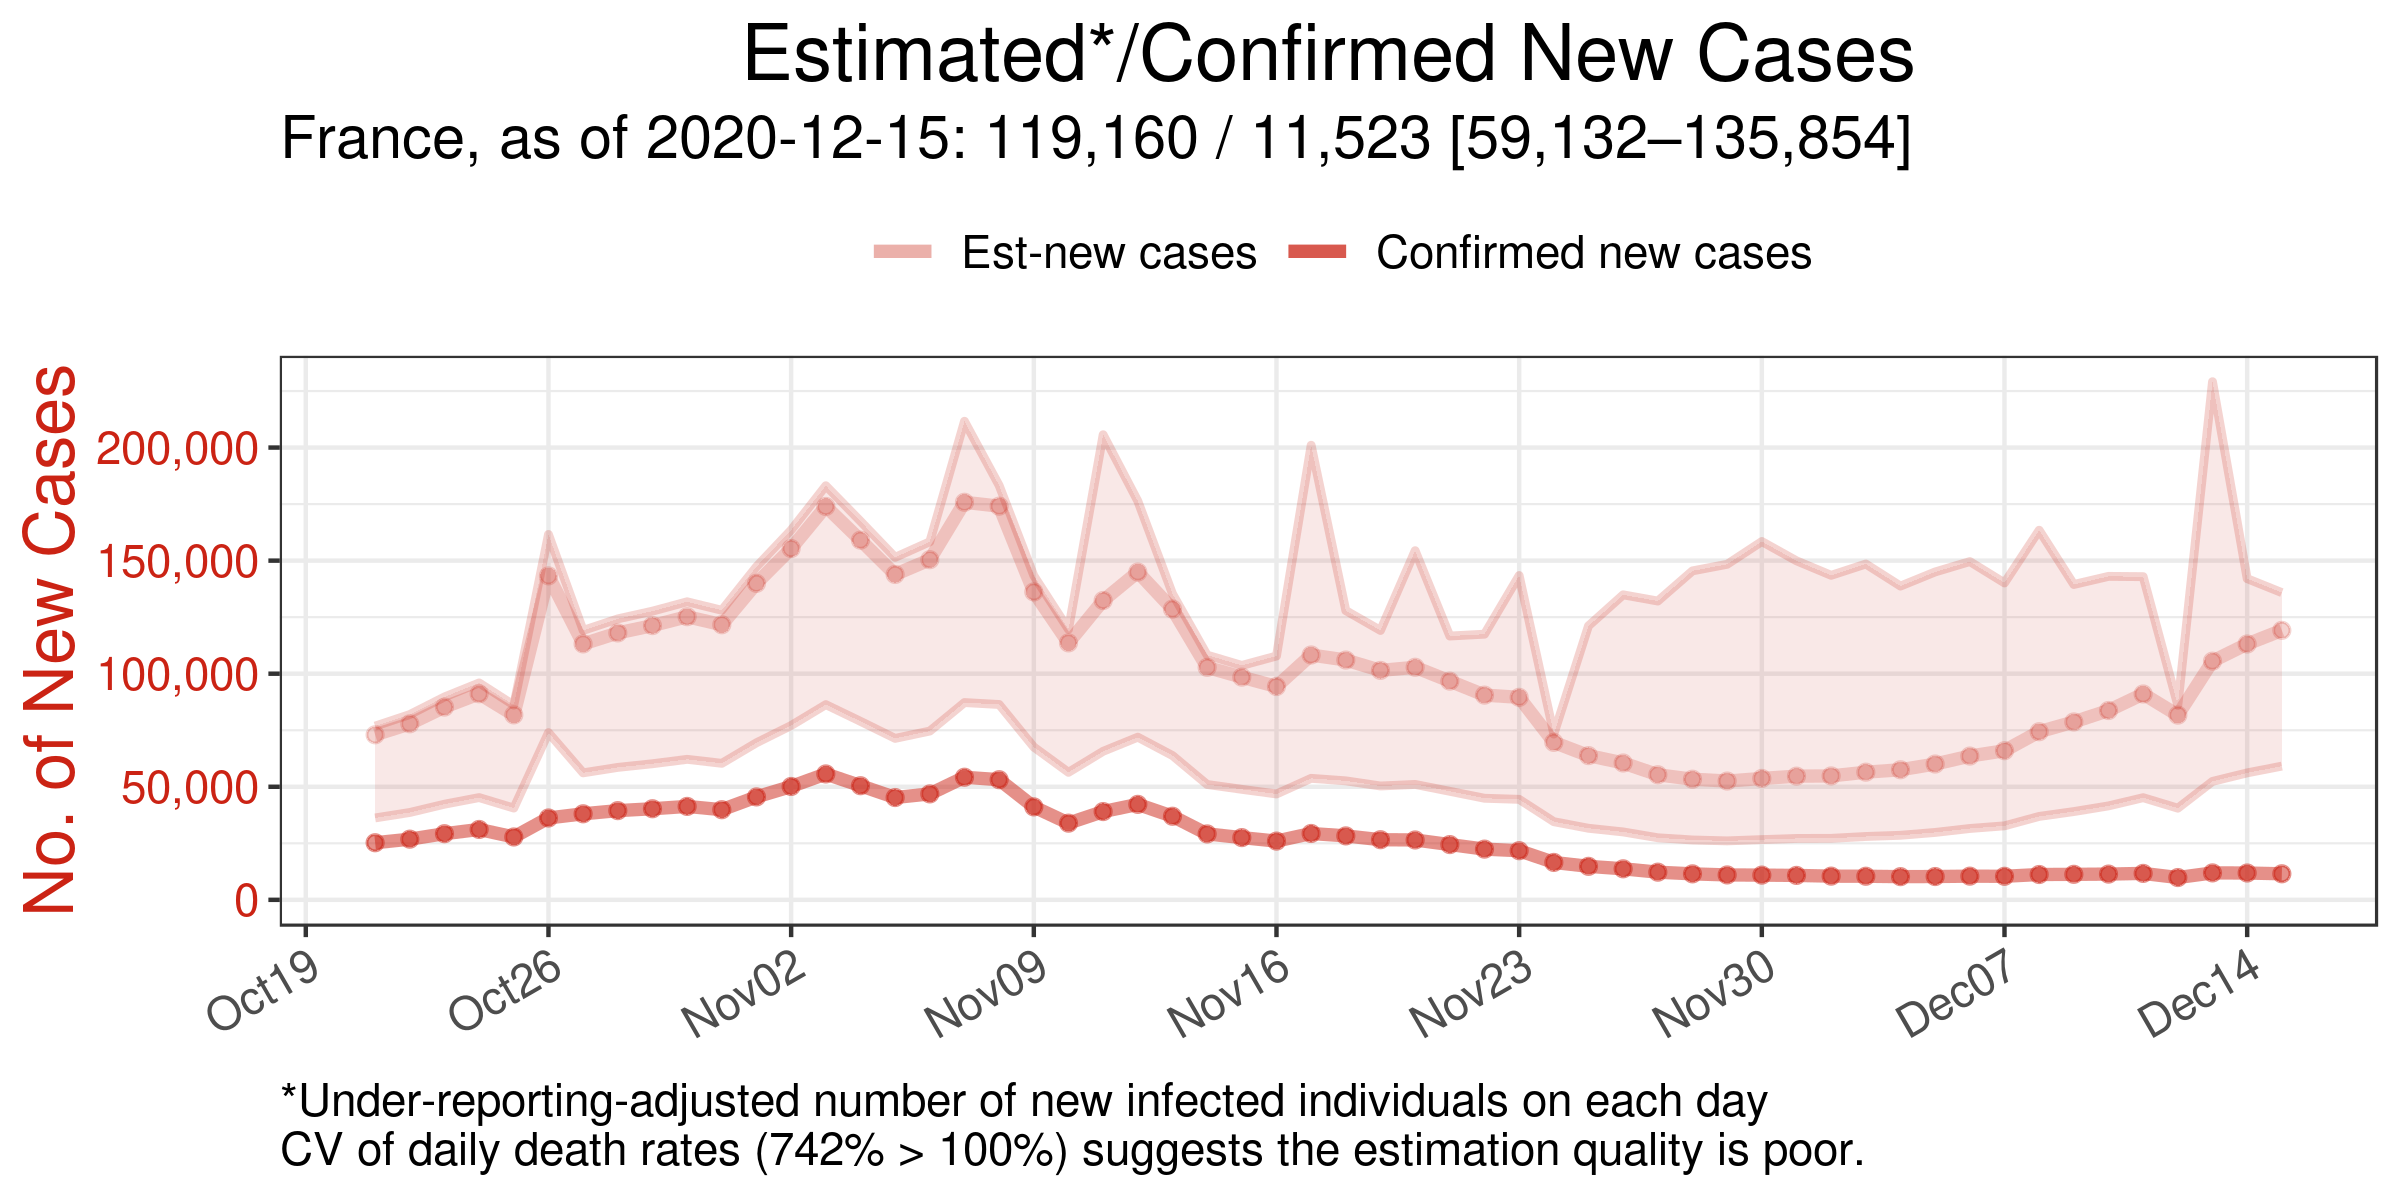 Estimated*/Confirmed New Cases
France, as of 2020-12-15: 119,160 / 11,523 [59,132–135,854]
Est-new cases Confirmed new cases
No. of New Cases
200,000
150,000
100,000
50,000
0
Oct19 Oct26 Nov02 Nov09 Nov16 Nov23 Nov30 Dec07 Dec14
*Under-reporting-adjusted number of new infected individuals on each day
CV of daily death rates (742% > 100%) suggests the estimation quality is poor.